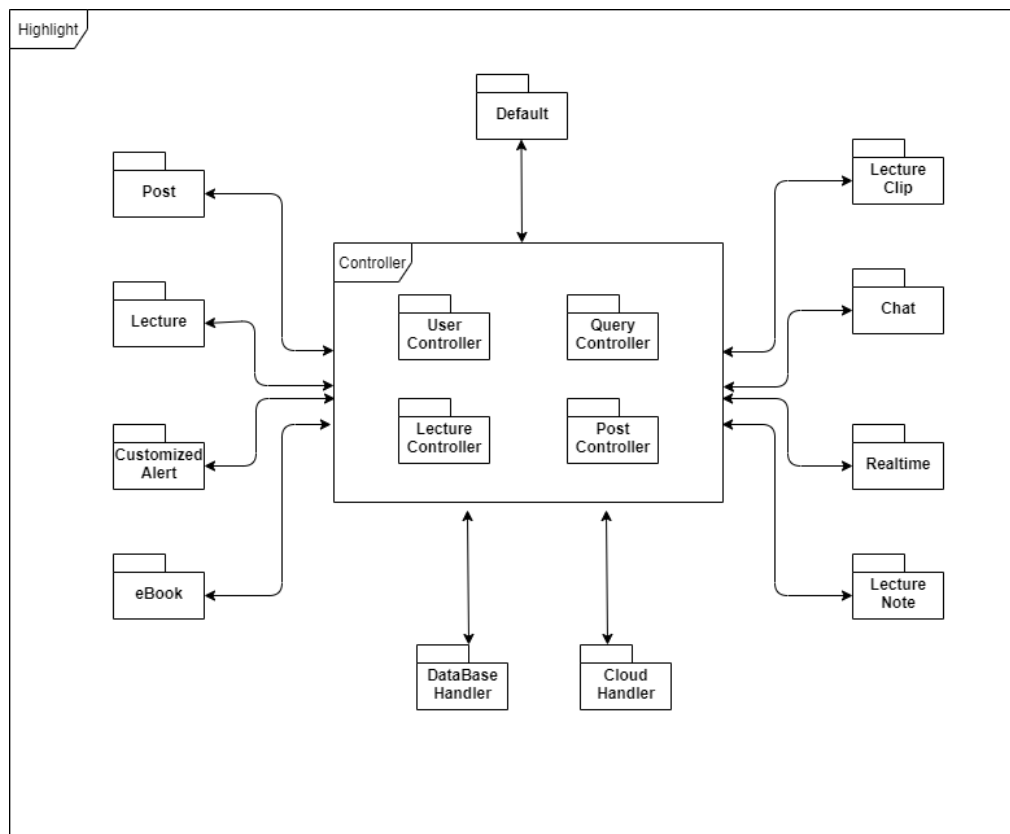 Highlight
Default
Post
Lecture
Clip
Controller
Lecture
Chat
User
Controller
Query
Controller
Customized
Alert
Lecture
Controller
Post
Controller
Realtime
eBook
Lecture
Note
DataBase
Handler
Cloud
Handler